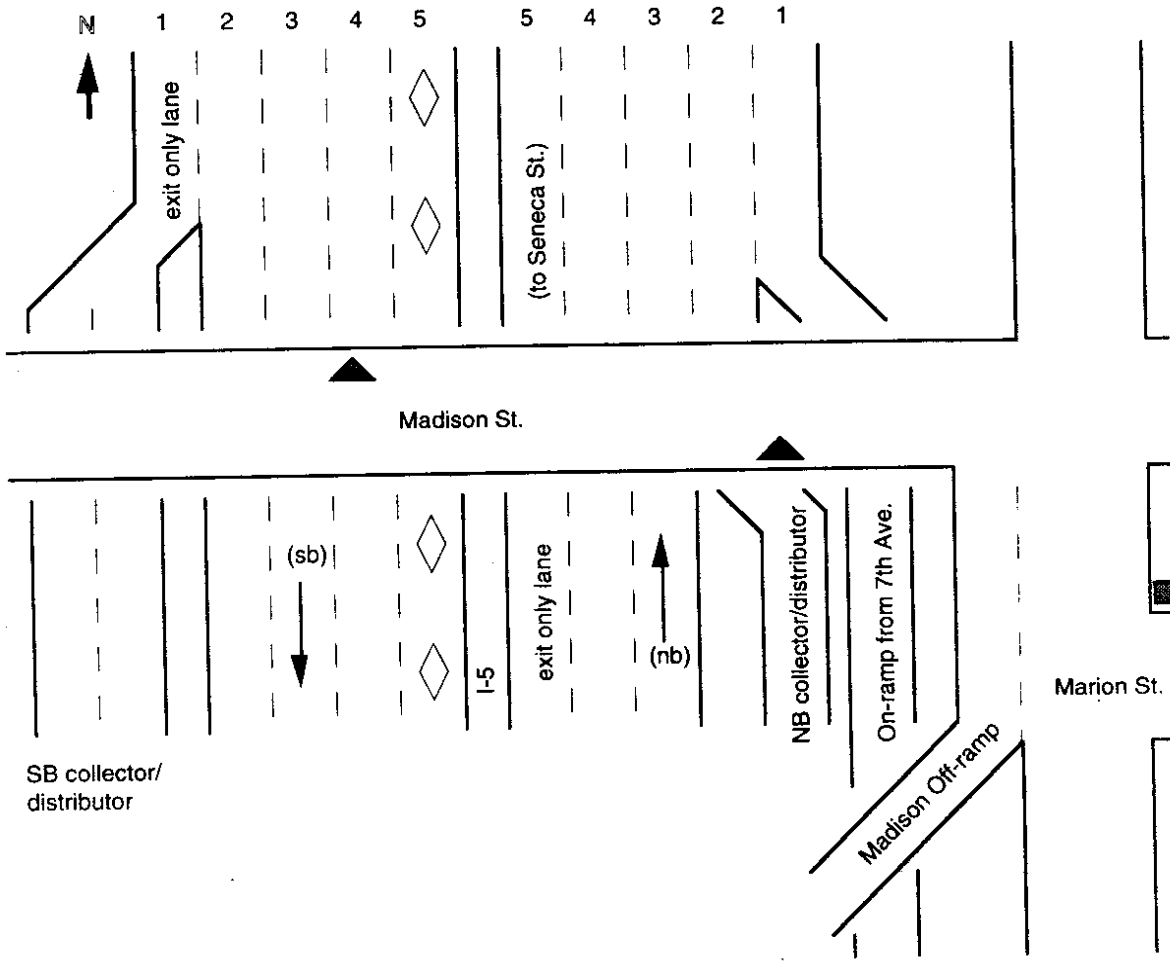 N 1 2 3 4 5 5 4 3 2 1
exit only lane
(to Seneca St.)
Madison St.
(sb)
I-5
exit only lane
(nb)
NB collector/distributor
On-ramp from 7th Ave.
Marion St.
SB collector/
distributor
Madison Off-ramp